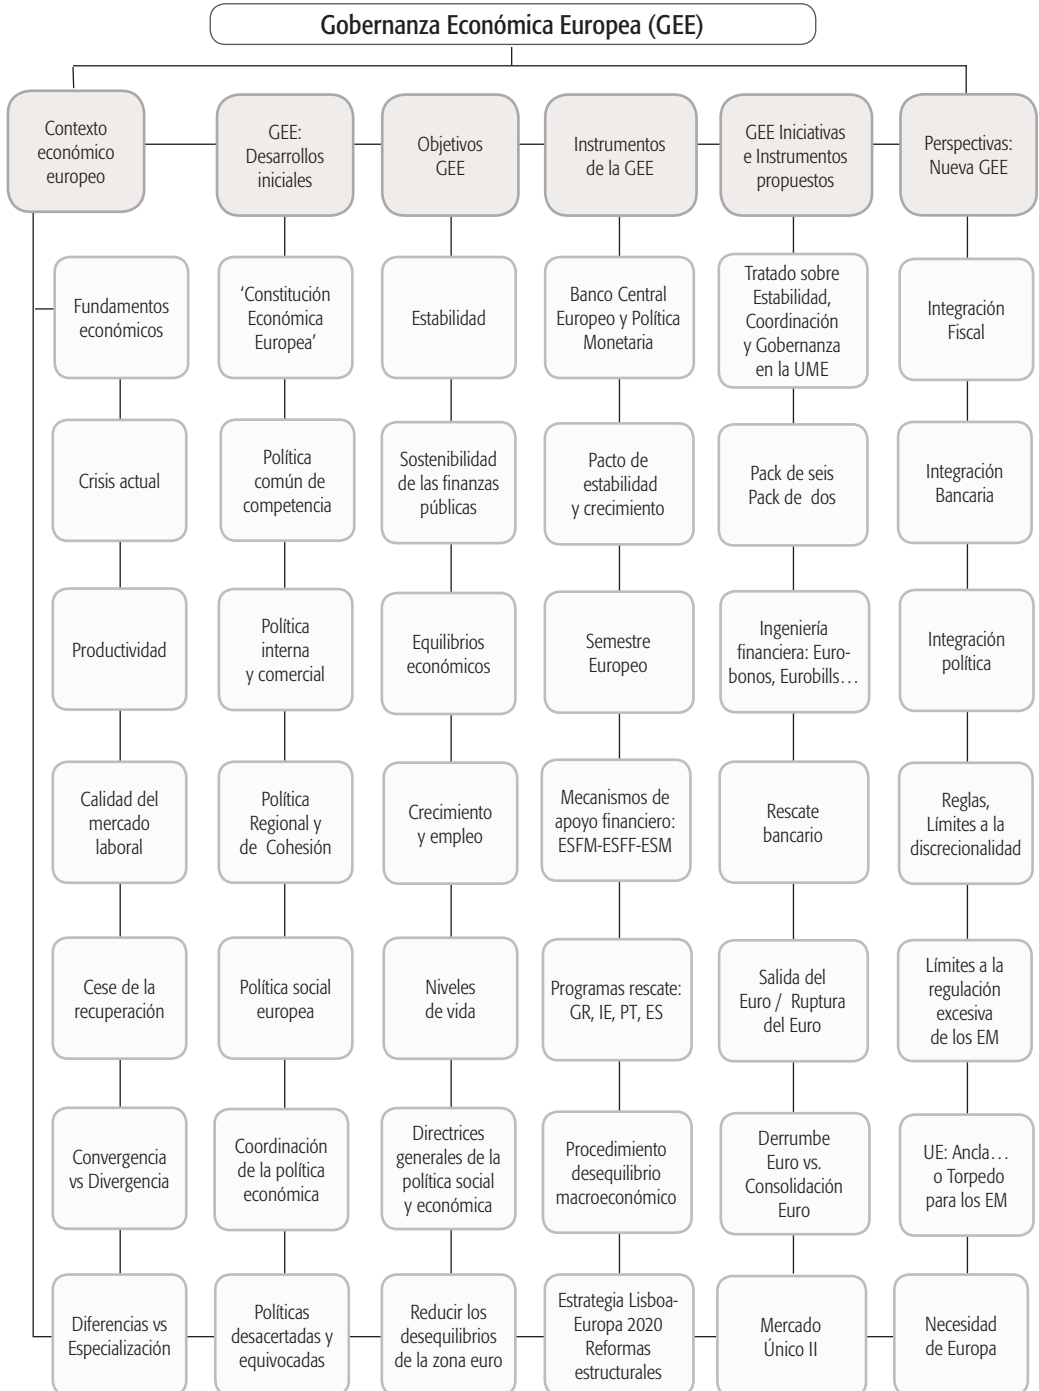 Gobernanza Económica Europea (GEE)
Contexto
económico
europeo
GEE:
Desarrollos
iniciales
Objetivos
GEE
Instrumentos
de la GEE
GEE Iniciativas
e Instrumentos
propuestos
Perspectivas:
Nueva GEE
Fundamentos
económicos
‘Constitución
Económica
Europea’
Estabilidad
Banco Central
Europeo y Política
Monetaria
Tratado sobre
Estabilidad,
Coordinación
y Gobernanza
en la UME
Integración
Fiscal
Crisis actual
Política
común de
competencia
Sostenibilidad
de las finanzas
públicas
Pacto de
estabilidad
y crecimiento
Pack de seis
Pack de dos
Integración
Bancaria
Productividad
Política
interna
y comercial
Equilibrios
económicos
Semestre
Europeo
Ingeniería
financiera: Euro-
bonos, Eurobills…
Integración
política
Calidad del
mercado
laboral
Política
Regional y
de Cohesión
Crecimiento
y empleo
Mecanismos de
apoyo financiero:
ESFM-ESFF-ESM
Rescate
bancario
Reglas,
Límites a la
discrecionalidad
Cese de la
recuperación
Política social
europea
Niveles
de vida
Programas rescate:
GR, IE, PT, ES
Salida del
Euro / Ruptura
del Euro
Límites a la
regulación
excesiva
de los EM
Convergencia
vs Divergencia
Coordinación
de la política
económica
Directrices
generales de la
política social
y económica
Procedimiento
desequilibrio
macroeconómico
Derrumbe
Euro vs.
Consolidación
Euro
UE: Ancla…
o Torpedo
para los EM
Diferencias vs
Especialización
Políticas
desacertadas y
equivocadas
Reducir los
desequilibrios
de la zona euro
Estrategia Lisboa-
Europa 2020
Reformas
estructurales
Mercado
Único II
Necesidad
de Europa